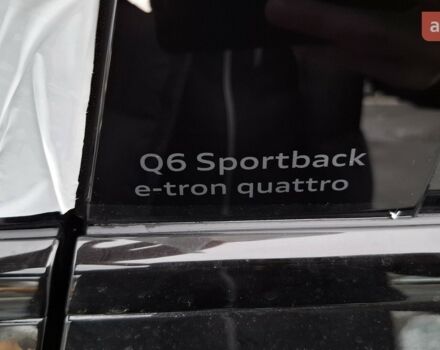 Q6 Sportback
e-tron quattro